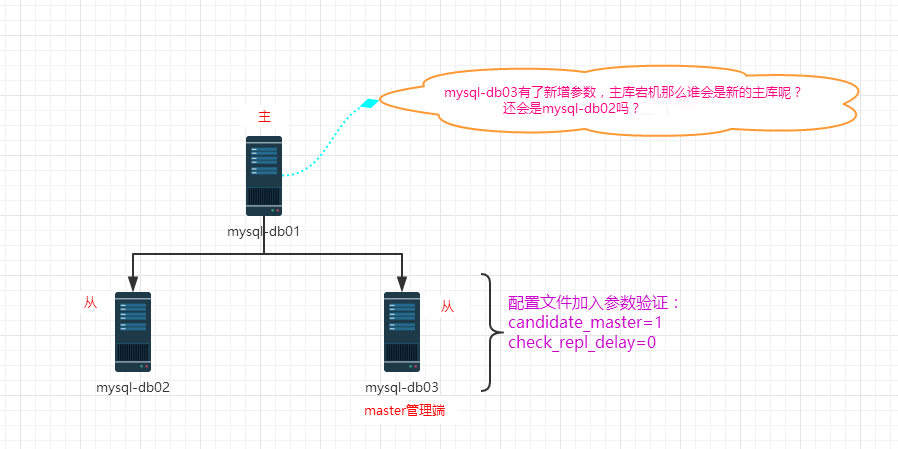 mysql-db03有了新增参数，主库宕机那么谁会是新的主库呢？
还会是mysql-db02吗？
主
mysql-db01
从
从
配置文件加入参数验证：
candidate_master=1
check_repl_delay=0
mysql-db02
mysql-db03
master管理端